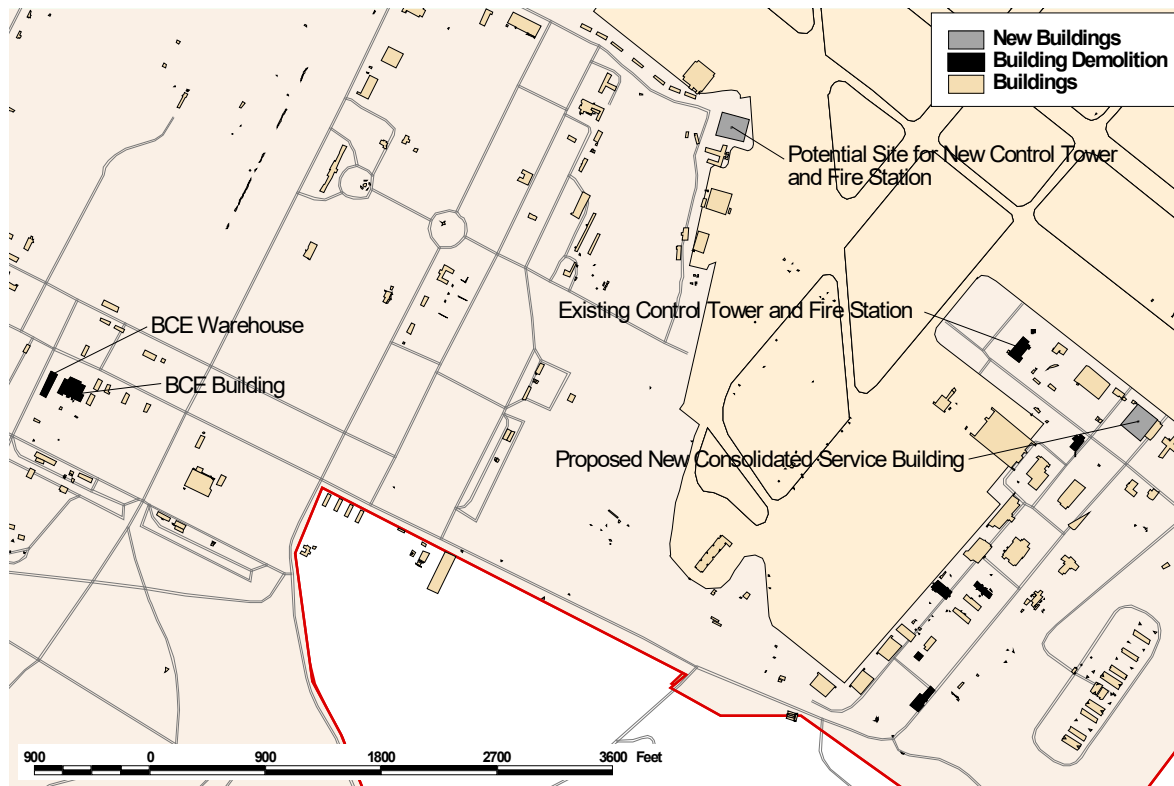 New Buildings
Building Demolition
Buildings
Potential Site for New Control Tower
and Fire Station
Existing Control Tower and Fire Station
BCE Warehouse
BCE Building
Proposed New Consolidated Service Building
900 0 900 1800 2700 3600 Feet